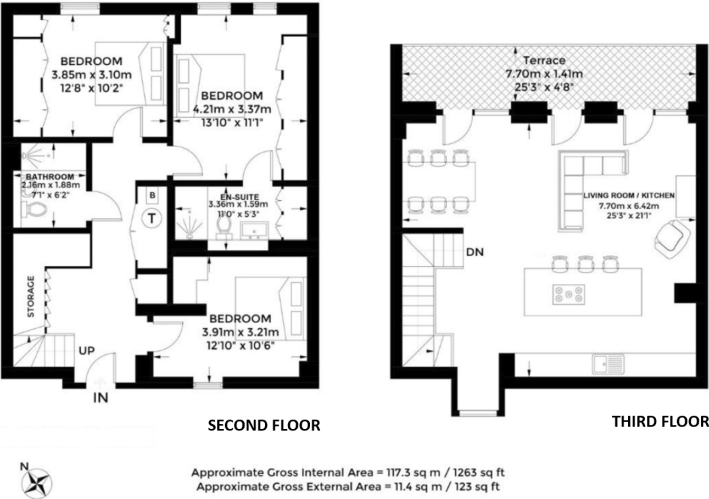 BEDROOM
3.85m x 3.10m
12'8" x 10'2"
BEDROOM
4.21m x 3.37m
13'10" x 11'1"
BATHROOM
2.16m x 1.88m
7'1" x 6'2"
B
T
EN-SUITE
3.36m x 1.59m
11'0" x 5'3"
STORAGE
BEDROOM
3.91m x 3.21m
12'10" x 10'6"
UP
IN
SECOND FLOOR
Terrace
7.70m x 1.41m
25'3" x 4'8"
LIVING ROOM / KITCHEN
7.70m x 6.42m
25'3" x 21'1"
DN
THIRD FLOOR
N
Approximate Gross Internal Area = 117.3 sq m / 1263 sq ft
Approximate Gross External Area = 11.4 sq m / 123 sq ft